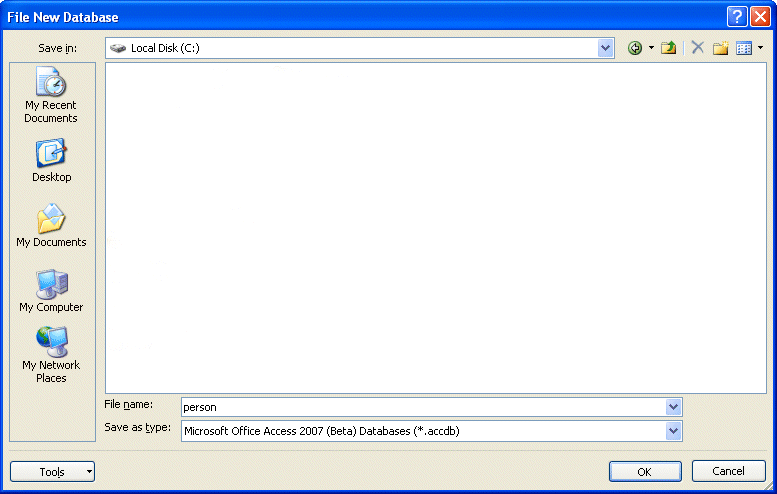 File New Database
Save in:
Local Disk (C:)
My Recent
Documents
Desktop
My Documents
My Computer
My Network
Places
File name:
person
Save as type:
Microsoft Office Access 2007 (Beta) Databases (*.accdb)
Tools
OK
Cancel